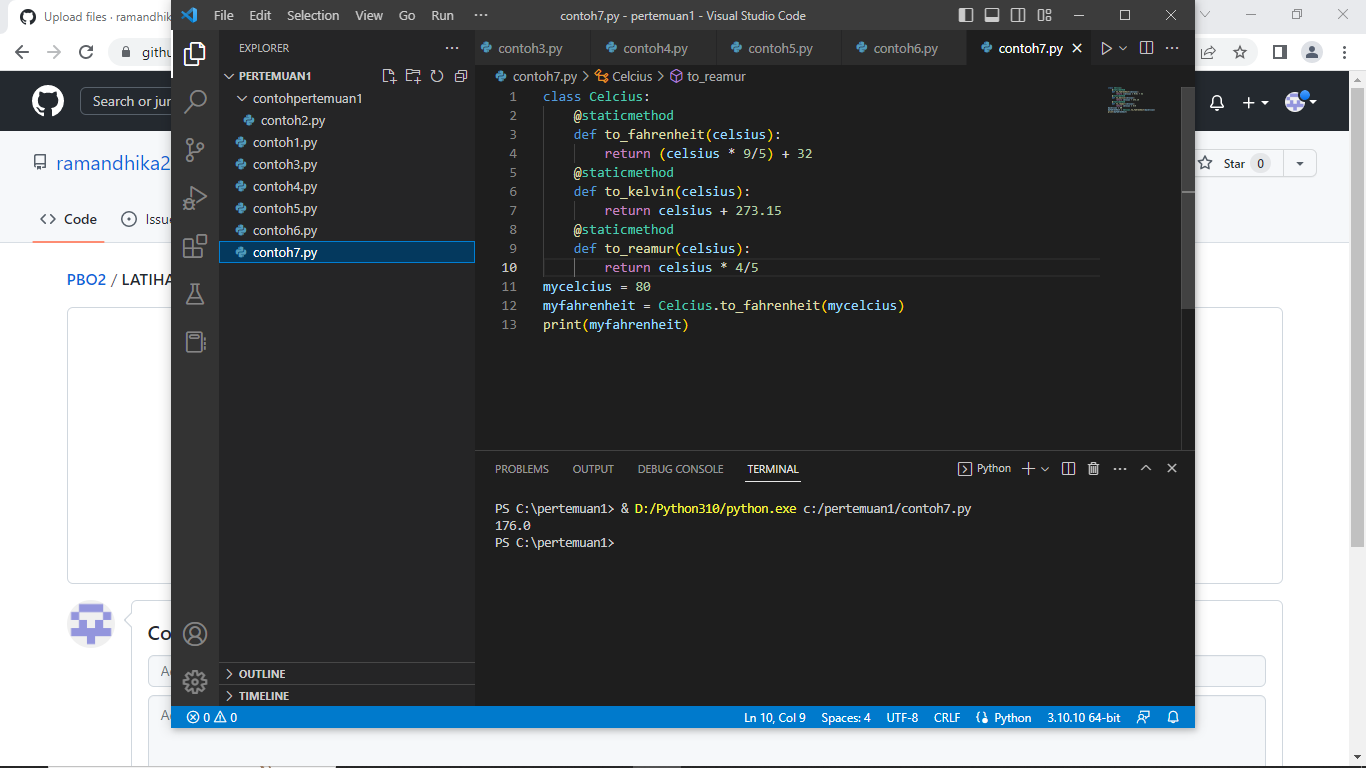 Upload files · ramandhik
File Edit Selection View Go Run ··· contoh7.py - pertemuan1 - Visual Studio Code
githu
Search or jur
ramandhika2
Star 0
Code
Issu
PBO2 / LATIHA
Co
EXPLORER
PERTEMUAN1
contohpertemuan1
contoh2.py
contoh1.py
contoh3.py
contoh4.py
contoh5.py
contoh6.py
contoh7.py
OUTLINE
TIMELINE
contoh3.py contoh4.py contoh5.py contoh6.py contoh7.py
contoh7.py > Celcius > to_reamur
1 class Celcius:
2     @staticmethod
3     def to_fahrenheit(celsius):
4         return (celsius * 9/5) + 32
5     @staticmethod
6     def to_kelvin(celsius):
7         return celsius + 273.15
8     @staticmethod
9     def to_reamur(celsius):
10         return celsius * 4/5
11 mycelcius = 80
12 myfahrenheit = Celcius.to_fahrenheit(mycelcius)
13 print(myfahrenheit)
PROBLEMS OUTPUT DEBUG CONSOLE TERMINAL Python
PS C:\pertemuan1> & D:/Python310/python.exe c:/pertemuan1/contoh7.py
176.0
PS C:\pertemuan1>
0 0 Ln 10, Col 9 Spaces: 4 UTF-8 CRLF Python 3.10.10 64-bit